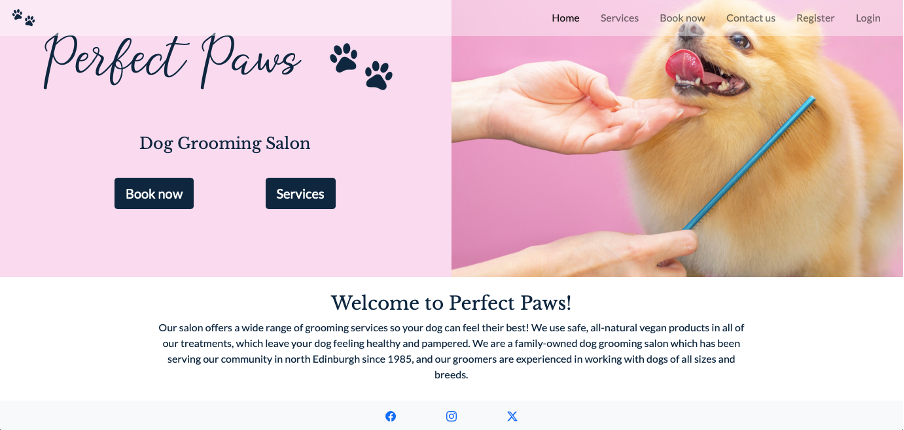 Home Services Book now Contact us Register Login
Perfect Paws
Dog Grooming Salon
Book now Services
Welcome to Perfect Paws!
Our salon offers a wide range of grooming services so your dog can feel their best! We use safe, all-natural vegan products in all of
our treatments, which leave your dog feeling healthy and pampered. We are a family-owned dog grooming salon which has been
serving our community in north Edinburgh since 1985, and our groomers are experienced in working with dogs of all sizes and
breeds.